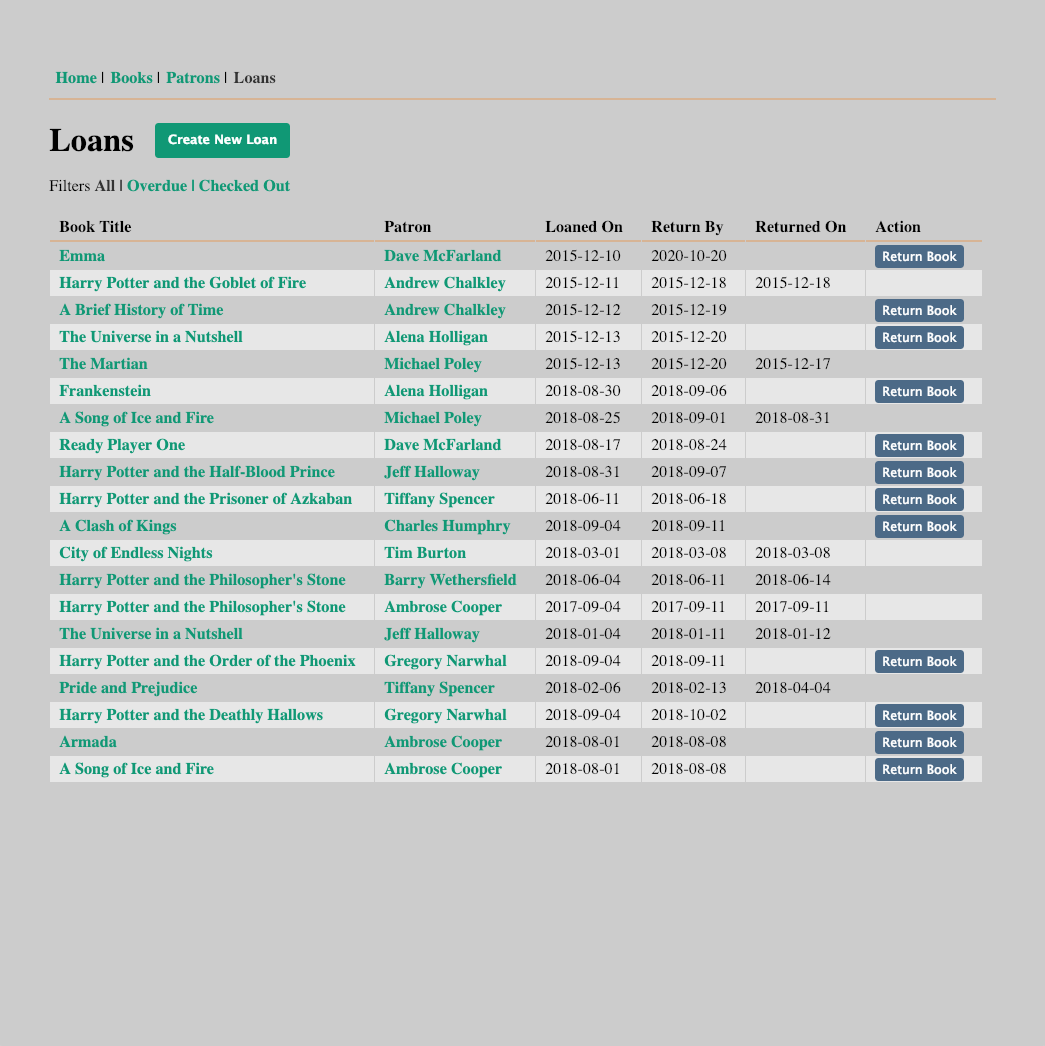 Home | Books | Patrons | Loans
Loans Create New Loan
Filters All | Overdue | Checked Out
Book Title Patron Loaned On Return By Returned On Action
Emma Dave McFarland 2015-12-10 2020-10-20 Return Book
Harry Potter and the Goblet of Fire Andrew Chalkley 2015-12-11 2015-12-18 2015-12-18
A Brief History of Time Andrew Chalkley 2015-12-12 2015-12-19 Return Book
The Universe in a Nutshell Alena Holligan 2015-12-13 2015-12-20 Return Book
The Martian Michael Poley 2015-12-13 2015-12-20 2015-12-17
Frankenstein Alena Holligan 2018-08-30 2018-09-06 Return Book
A Song of Ice and Fire Michael Poley 2018-08-25 2018-09-01 2018-08-31
Ready Player One Dave McFarland 2018-08-17 2018-08-24 Return Book
Harry Potter and the Half-Blood Prince Jeff Halloway 2018-08-31 2018-09-07 Return Book
Harry Potter and the Prisoner of Azkaban Tiffany Spencer 2018-06-11 2018-06-18 Return Book
A Clash of Kings Charles Humphry 2018-09-04 2018-09-11 Return Book
City of Endless Nights Tim Burton 2018-03-01 2018-03-08 2018-03-08
Harry Potter and the Philosopher's Stone Barry Wethersfield 2018-06-04 2018-06-11 2018-06-14
Harry Potter and the Philosopher's Stone Ambrose Cooper 2017-09-04 2017-09-11 2017-09-11
The Universe in a Nutshell Jeff Halloway 2018-01-04 2018-01-11 2018-01-12
Harry Potter and the Order of the Phoenix Gregory Narwhal 2018-09-04 2018-09-11 Return Book
Pride and Prejudice Tiffany Spencer 2018-02-06 2018-02-13 2018-04-04
Harry Potter and the Deathly Hallows Gregory Narwhal 2018-09-04 2018-10-02 Return Book
Armada Ambrose Cooper 2018-08-01 2018-08-08 Return Book
A Song of Ice and Fire Ambrose Cooper 2018-08-01 2018-08-08 Return Book